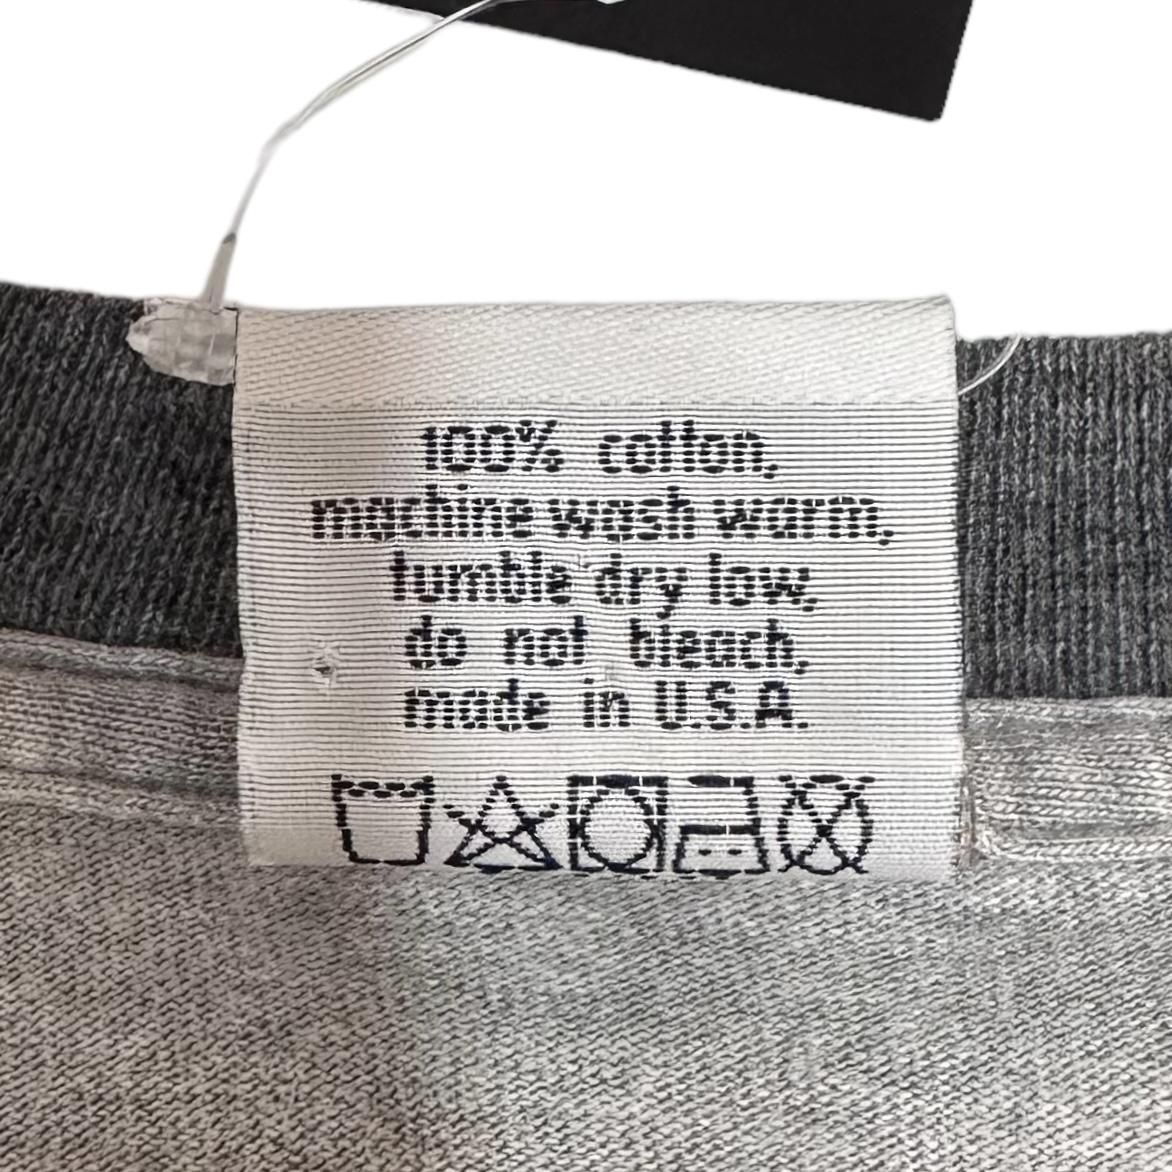 100% cotton,
machine wash warm,
tumble dry low,
do not bleach,
made in U.S.A.